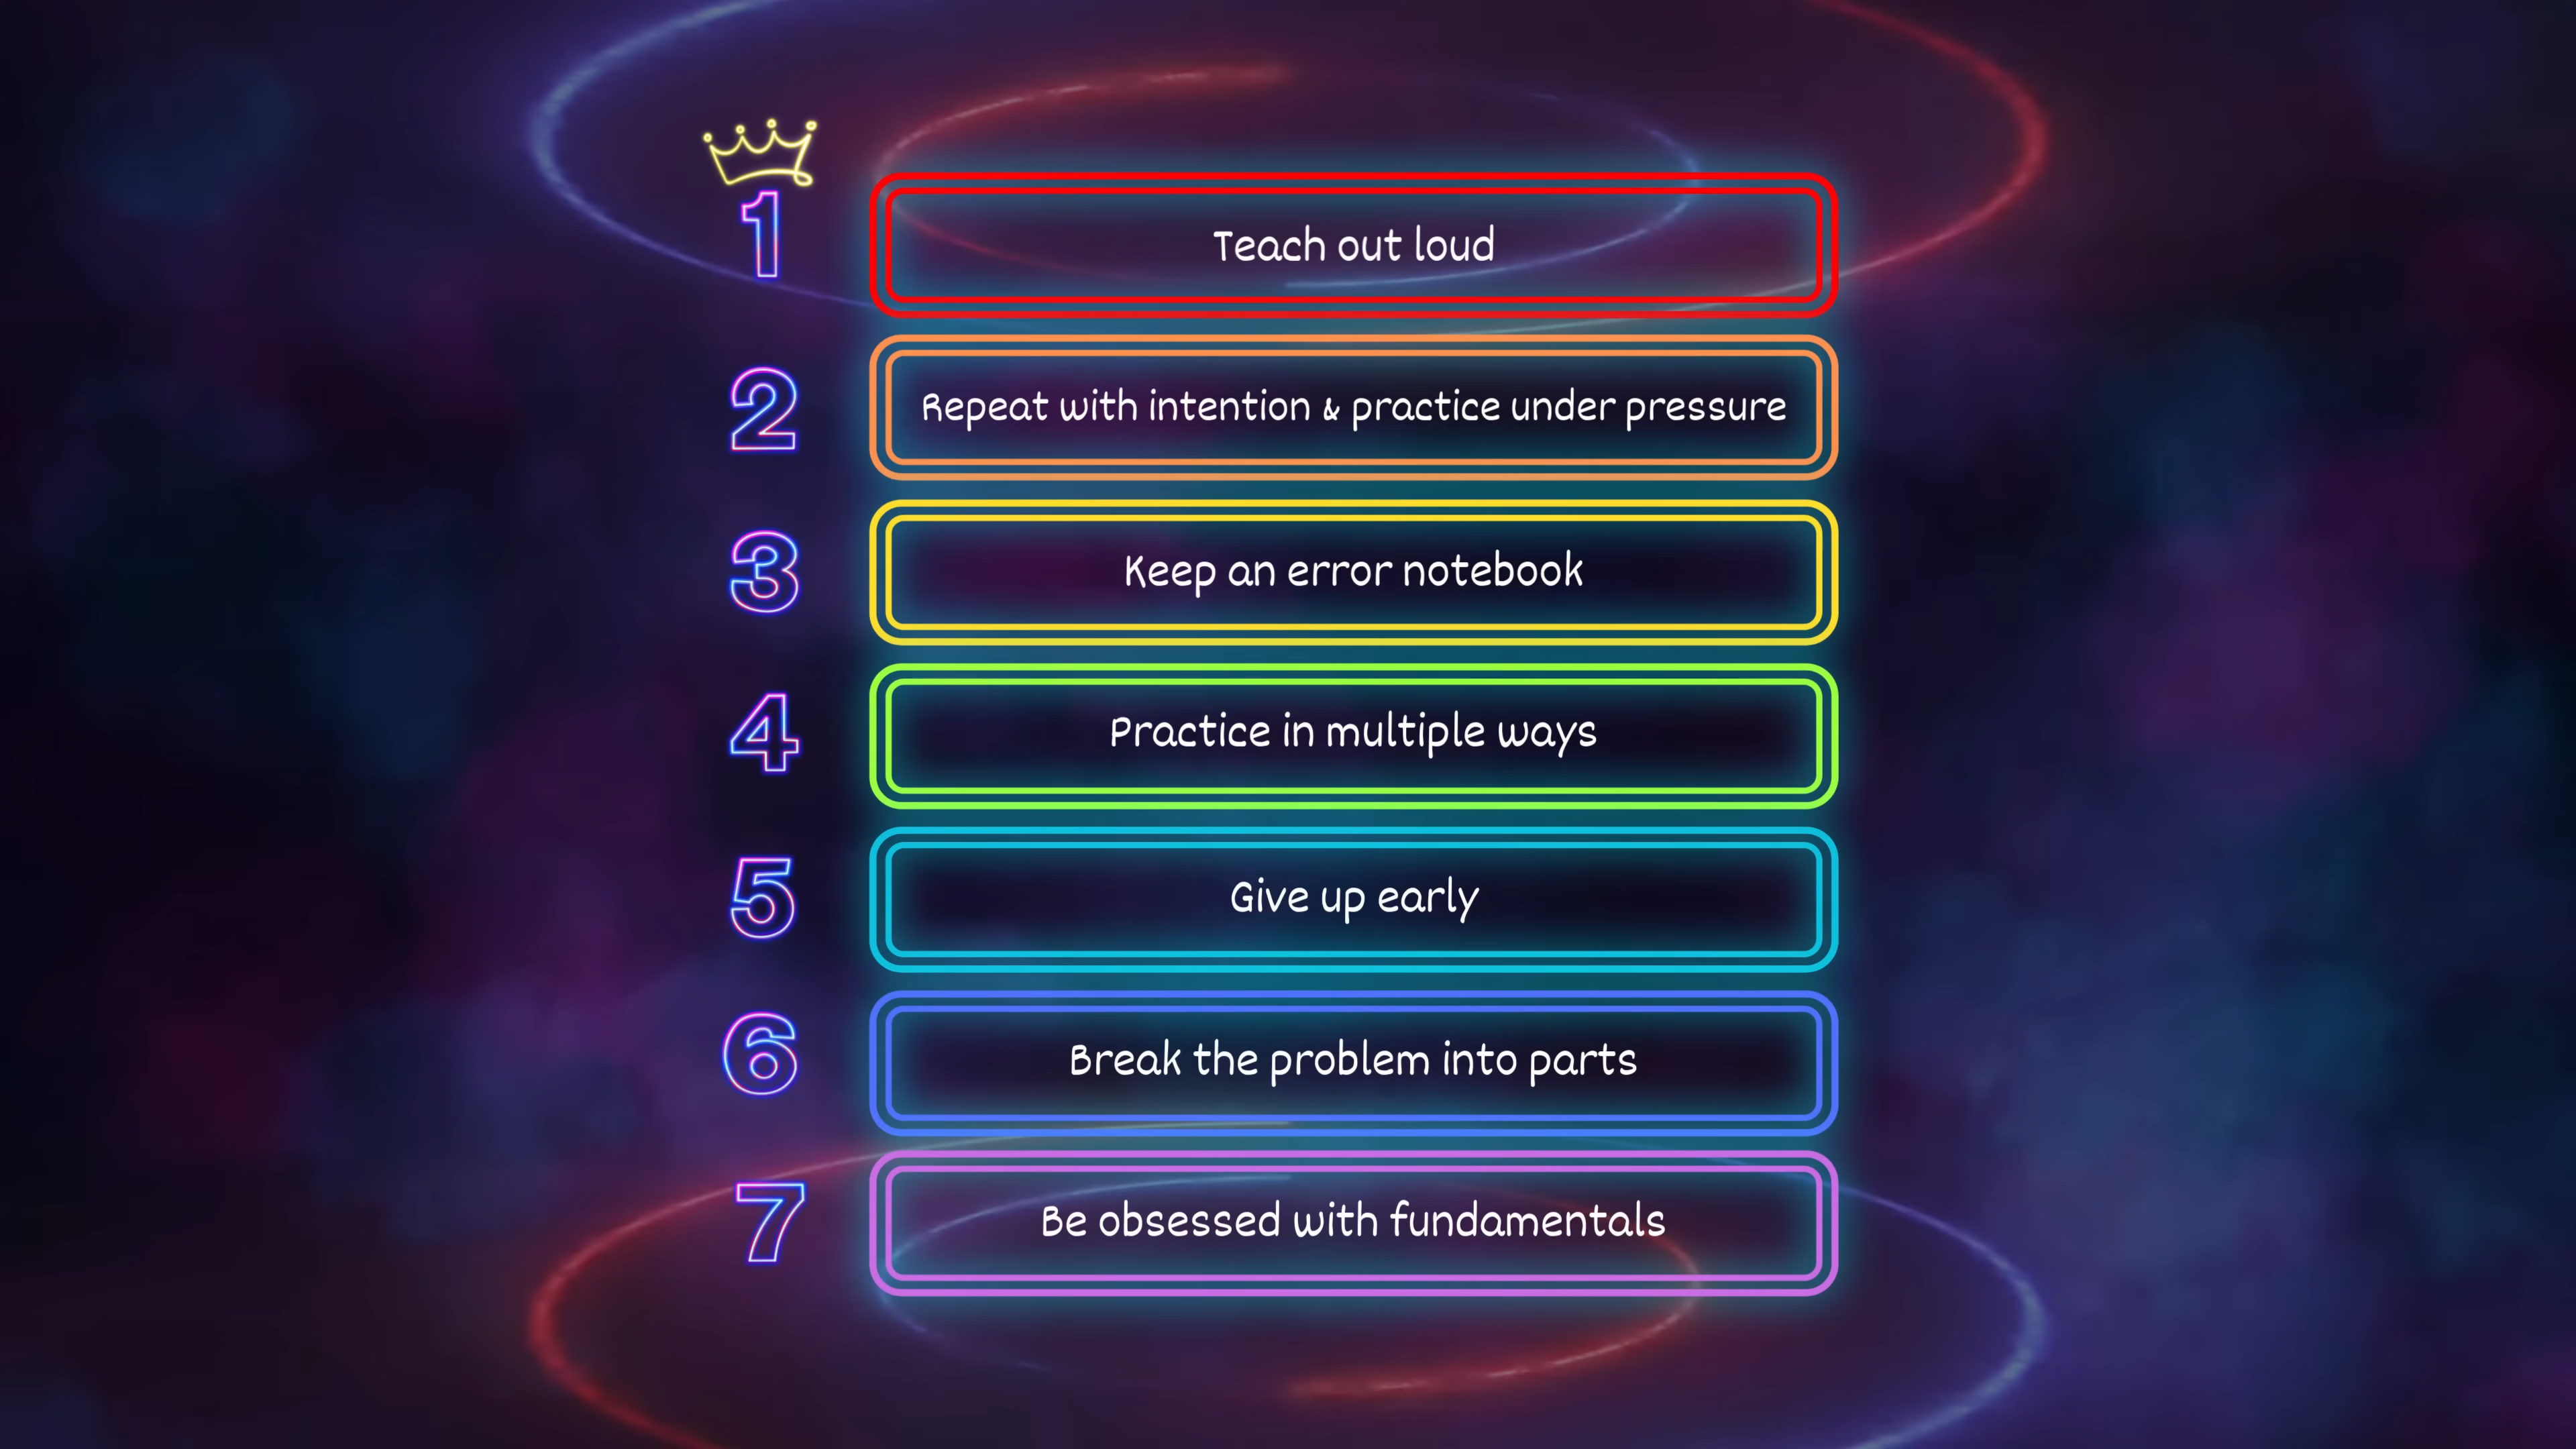 1
Teach out loud
2
Repeat with intention & practice under pressure
3
Keep an error notebook
4
Practice in multiple ways
5
Give up early
6
Break the problem into parts
7
Be obsessed with fundamentals